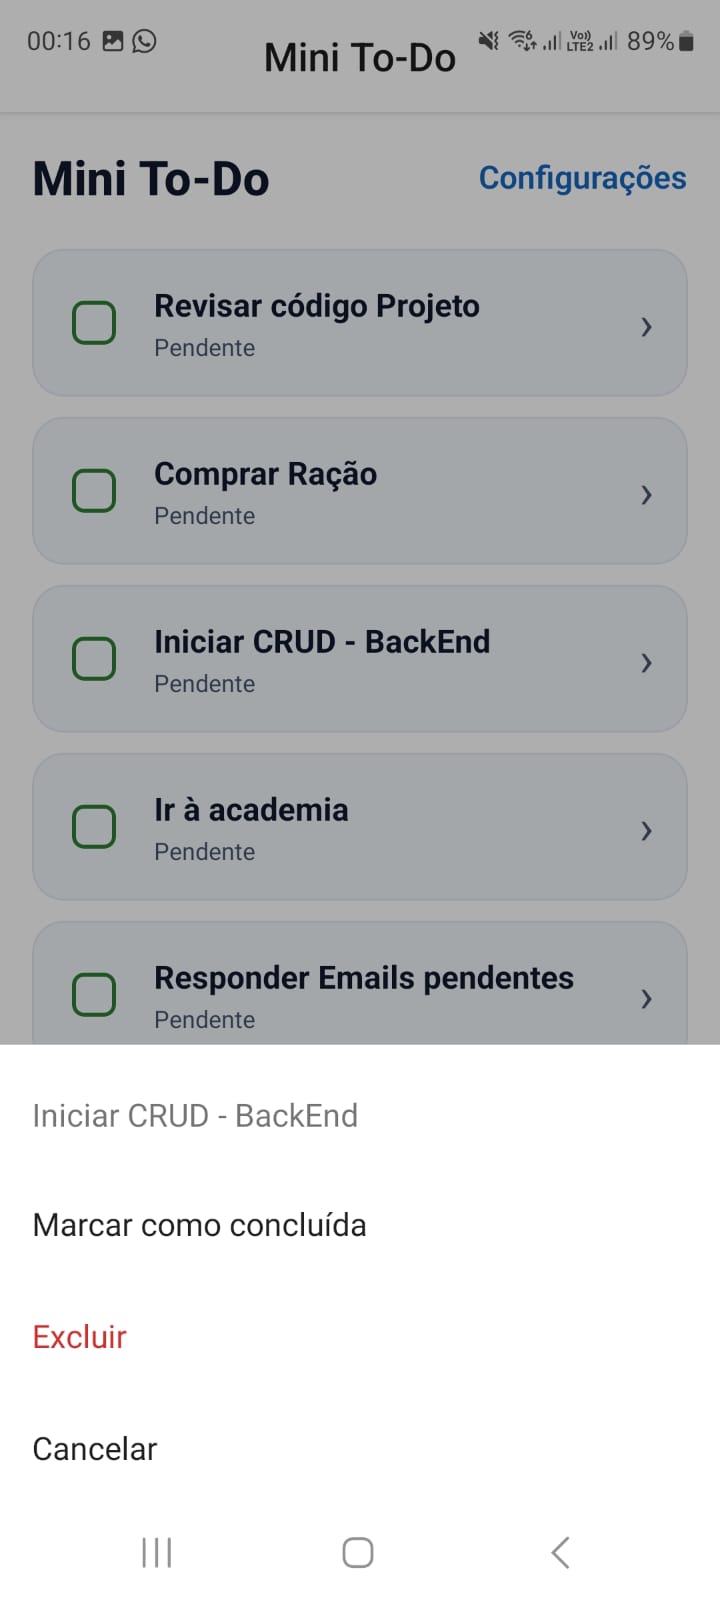 00:16
Mini To-Do
Vo))
LTE2
89%
Mini To-Do
Configurações
Revisar código Projeto
Pendente
Comprar Ração
Pendente
Iniciar CRUD - BackEnd
Pendente
Ir à academia
Pendente
Responder Emails pendentes
Pendente
Iniciar CRUD - BackEnd
Marcar como concluída
Excluir
Cancelar